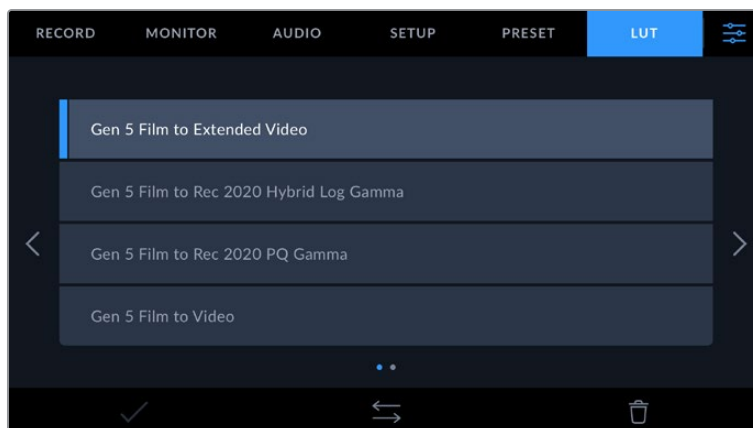 RECORD MONITOR AUDIO SETUP PRESET LUT
Gen 5 Film to Extended Video
Gen 5 Film to Rec 2020 Hybrid Log Gamma
Gen 5 Film to Rec 2020 PQ Gamma
Gen 5 Film to Video